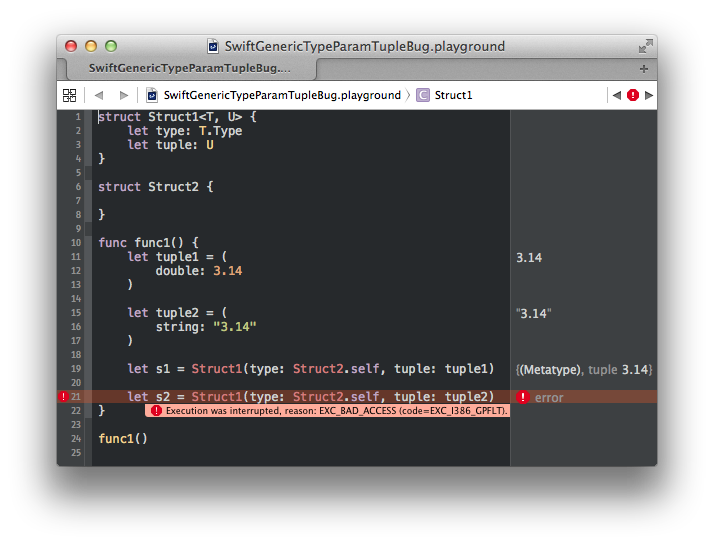 SwiftGenericTypeParamTupleBug.playground
SwiftGenericTypeParamTupleBug.... +
SwiftGenericTypeParamTupleBug.playground 〉 C Struct1
1 struct Struct1<T, U> {
2 let type: T.Type
3 let tuple: U
4 }
5
6 struct Struct2 {
7
8 }
9
10 func func1() {
11 let tuple1 = ( 3.14
12 double: 3.14
13 )
14
15 let tuple2 = ( "3.14"
16 string: "3.14"
17 )
18
19 let s1 = Struct1(type: Struct2.self, tuple: tuple1) {(Metatype), tuple 3.14}
20
21 let s2 = Struct1(type: Struct2.self, tuple: tuple2) error
22 } Execution was interrupted, reason: EXC_BAD_ACCESS (code=EXC_I386_GPFLT).
23
24 func1()
25